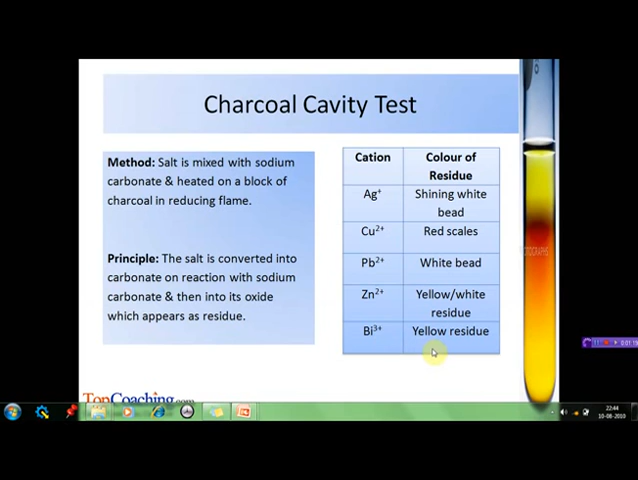 Charcoal Cavity Test
Method: Salt is mixed with sodium
carbonate & heated on a block of
charcoal in reducing flame.
Principle: The salt is converted into
carbonate on reaction with sodium
carbonate & then into its oxide
which appears as residue.
Cation
Colour of
Residue
Ag⁺
Shining white
bead
Cu²⁺
Red scales
Pb²⁺
White bead
Zn²⁺
Yellow/white
residue
Bi³⁺
Yellow residue
TopCoaching.com
00:01:19
22:44
10-08-2010